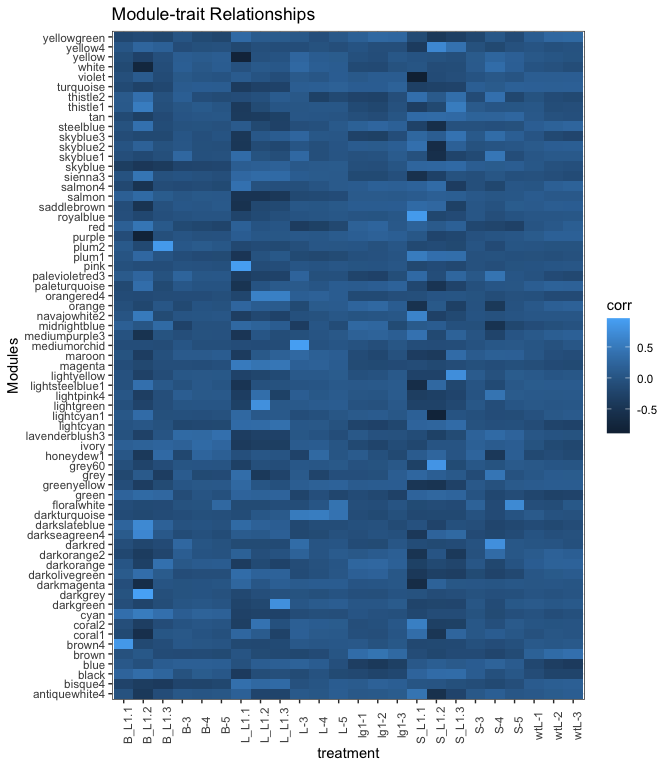 Module-trait Relationships
Modules
yellowgreen
yellow4
yellow
white
violet
turquoise
thistle2
thistle1
tan
steelblue
skyblue3
skyblue2
skyblue1
skyblue
sienna3
salmon4
salmon
saddlebrown
royalblue
red
purple
plum2
plum1
pink
palevioletred3
paleturquoise
orangered4
orange
navajowhite2
midnightblue
mediumpurple3
mediumorchid
maroon
magenta
lightyellow
lightsteelblue1
lightpink4
lightgreen
lightcyan1
lightcyan
lavenderblush3
ivory
honeydew1
grey60
grey
greenyellow
green
floralwhite
darkturquoise
darkslateblue
darkseagreen4
darkred
darkorange2
darkorange
darkolivegreen
darkmagenta
darkgrey
darkgreen
cyan
coral2
coral1
brown4
brown
blue
black
bisque4
antiquewhite4
B_L1.1
B_L1.2
B_L1.3
B-3
B-4
B-5
L_L1.1
L_L1.2
L_L1.3
L-3
L-4
L-5
lg1-1
lg1-2
lg1-3
S_L1.1
S_L1.2
S_L1.3
S-3
S-4
S-5
wtL-1
wtL-2
wtL-3
treatment
corr
0.5
0.0
-0.5